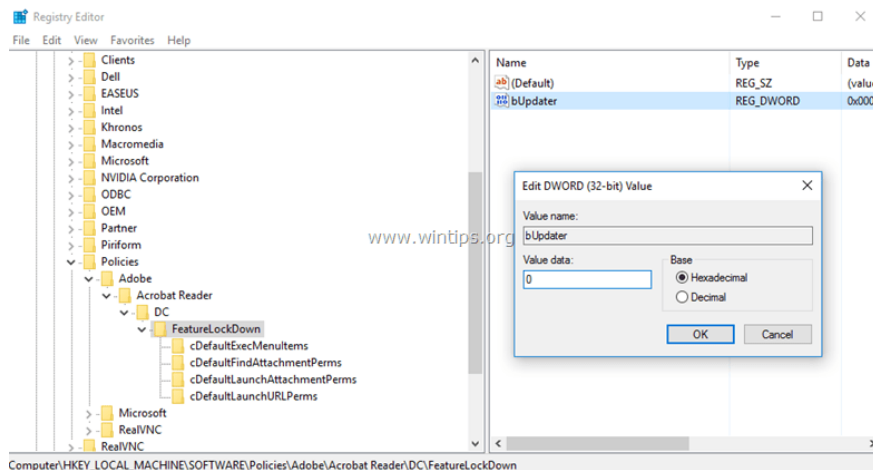 Registry Editor
File Edit View Favorites Help
Clients
Dell
EASEUS
Intel
Khronos
Macromedia
Microsoft
NVIDIA Corporation
ODBC
OEM
Partner
Piriform
Policies
Adobe
Acrobat Reader
DC
FeatureLockDown
cDefaultExecMenuItems
cDefaultFindAttachmentPerms
cDefaultLaunchAttachmentPerms
cDefaultLaunchURLPerms
Microsoft
RealVNC
RealVNC
Name Type Data
ab (Default) REG_SZ (valu
bUpdater REG_DWORD 0x000
www.wintips.org
Edit DWORD (32-bit) Value
Value name:
bUpdater
Value data:
0
Base
Hexadecimal
Decimal
OK Cancel
Computer\HKEY_LOCAL_MACHINE\SOFTWARE\Policies\Adobe\Acrobat Reader\DC\FeatureLockDown